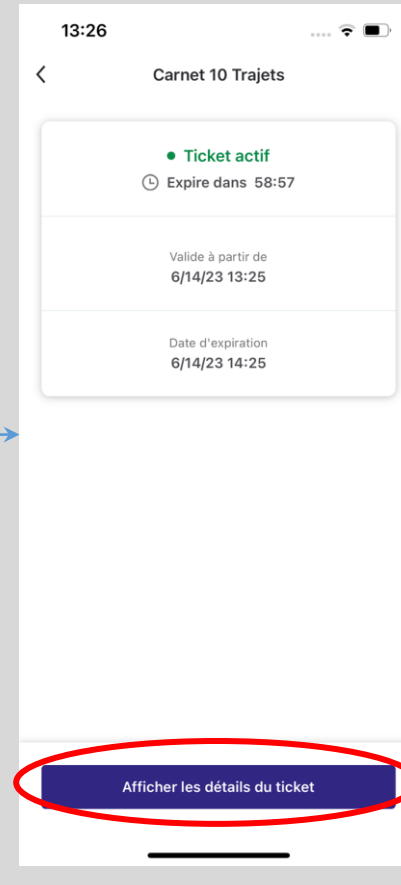 13:26
Carnet 10 Trajets
Ticket actif
Expire dans 58:57
Valide à partir de
6/14/23 13:25
Date d'expiration
6/14/23 14:25
Afficher les détails du ticket